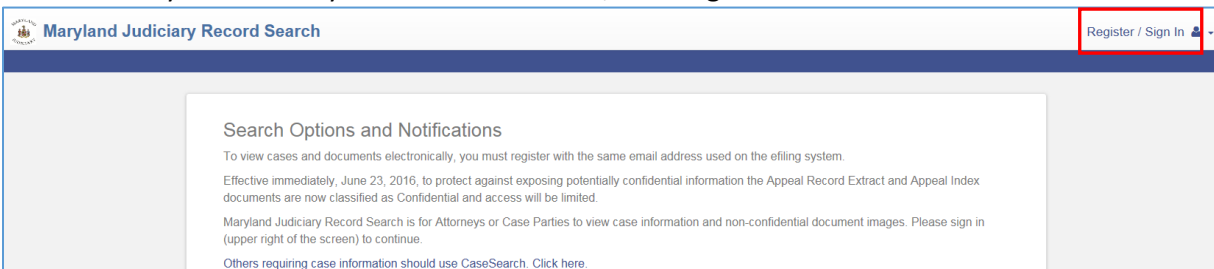 Maryland Judiciary Record Search
Register / Sign In
Search Options and Notifications
To view cases and documents electronically, you must register with the same email address used on the efiling system.
Effective immediately, June 23, 2016, to protect against exposing potentially confidential information the Appeal Record Extract and Appeal Index
documents are now classified as Confidential and access will be limited.
Maryland Judiciary Record Search is for Attorneys or Case Parties to view case information and non-confidential document images. Please sign in
(upper right of the screen) to continue.
Others requiring case information should use CaseSearch. Click here.